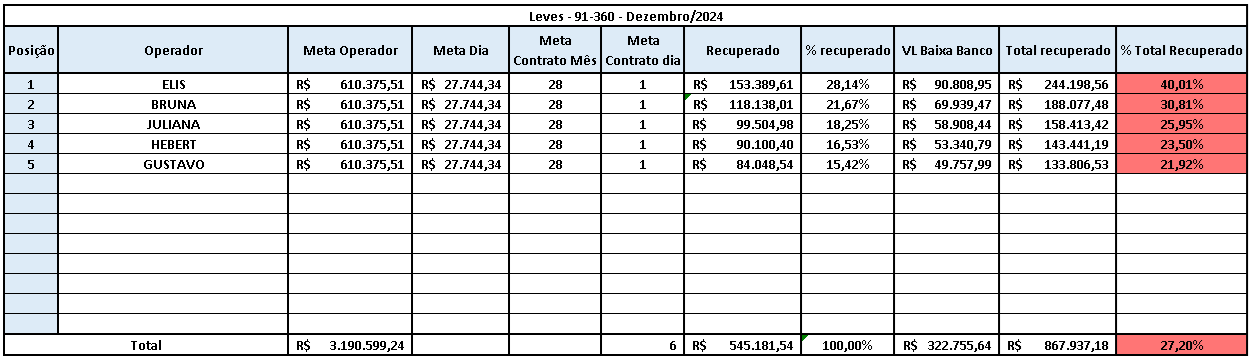 Leves - 91-360 - Dezembro/2024
Posição Operador Meta Operador Meta Dia Meta Contrato Mês Meta Contrato dia Recuperado % recuperado VL Baixa Banco Total recuperado % Total Recuperado
1 ELIS R$ 610.375,51 R$ 27.744,34 28 1 R$ 153.389,61 28,14% R$ 90.808,95 R$ 244.198,56 40,01%
2 BRUNA R$ 610.375,51 R$ 27.744,34 28 1 R$ 118.138,01 21,67% R$ 69.939,47 R$ 188.077,48 30,81%
3 JULIANA R$ 610.375,51 R$ 27.744,34 28 1 R$ 99.504,98 18,25% R$ 58.908,44 R$ 158.413,42 25,95%
4 HEBERT R$ 610.375,51 R$ 27.744,34 28 1 R$ 90.100,40 16,53% R$ 53.340,79 R$ 143.441,19 23,50%
5 GUSTAVO R$ 610.375,51 R$ 27.744,34 28 1 R$ 84.048,54 15,42% R$ 49.757,99 R$ 133.806,53 21,92%
Total R$ 3.190.599,24 6 R$ 545.181,54 100,00% R$ 322.755,64 R$ 867.937,18 27,20%